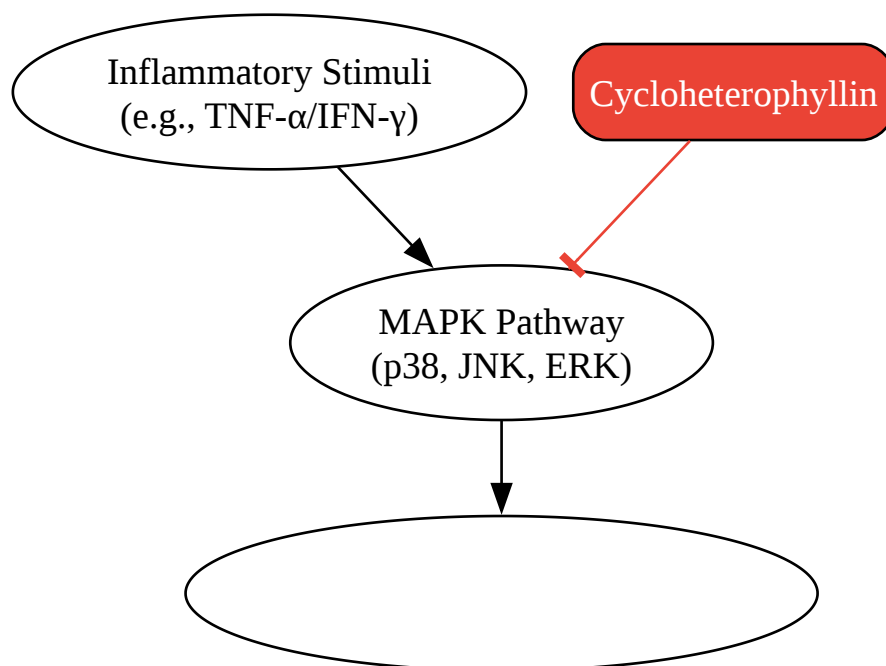 Inflammatory Stimuli
(e.g., TNF-α/IFN-γ)
Cycloheterophyllin
MAPK Pathway
(p38, JNK, ERK)